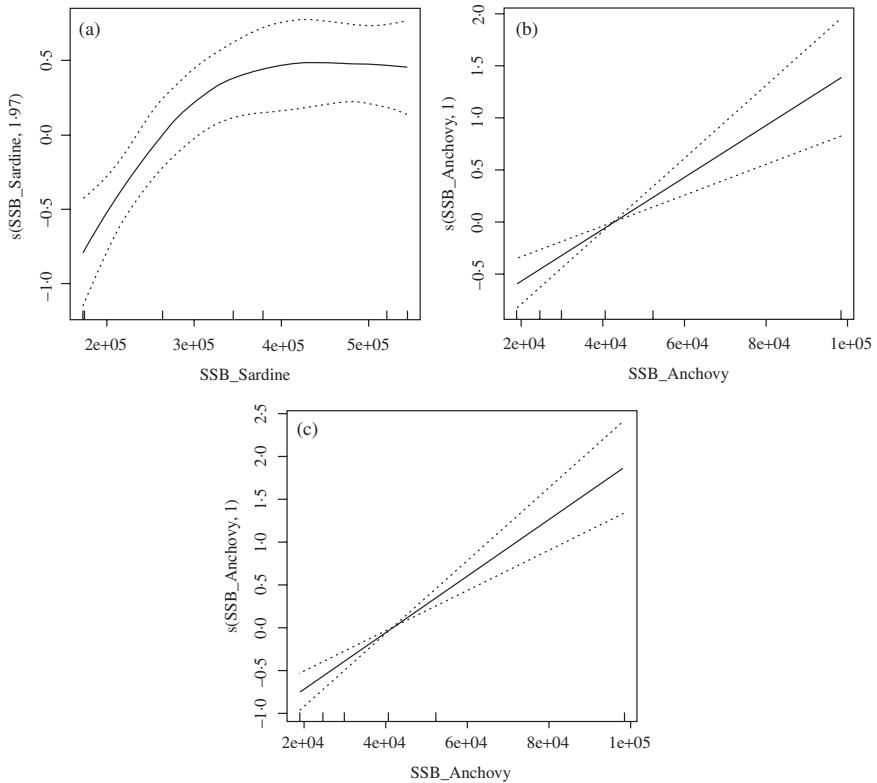 (a)
s(SSB_Sardine, 1·97)
0·5
0·0
−0·5
−1·0
2e+05 3e+05 4e+05 5e+05
SSB_Sardine
(b)
s(SSB_Anchovy, 1)
2·0
1·5
1·0
0·5
0·0
−0·5
2e+04 4e+04 6e+04 8e+04 1e+05
SSB_Anchovy
(c)
s(SSB_Anchovy, 1)
2·5
2·0
1·5
1·0
0·5
0·0
−0·5
−1·0
2e+04 4e+04 6e+04 8e+04 1e+05
SSB_Anchovy